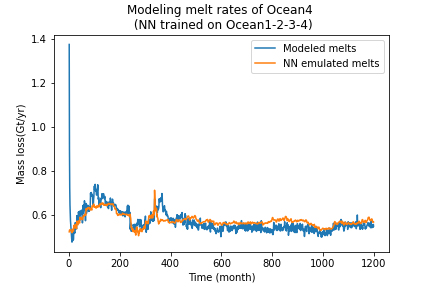 Modeling melt rates of Ocean4
(NN trained on Ocean1-2-3-4)
Modeled melts
NN emulated melts
Mass loss(Gt/yr)
1.4
1.2
1.0
0.8
0.6
0 200 400 600 800 1000 1200
Time (month)